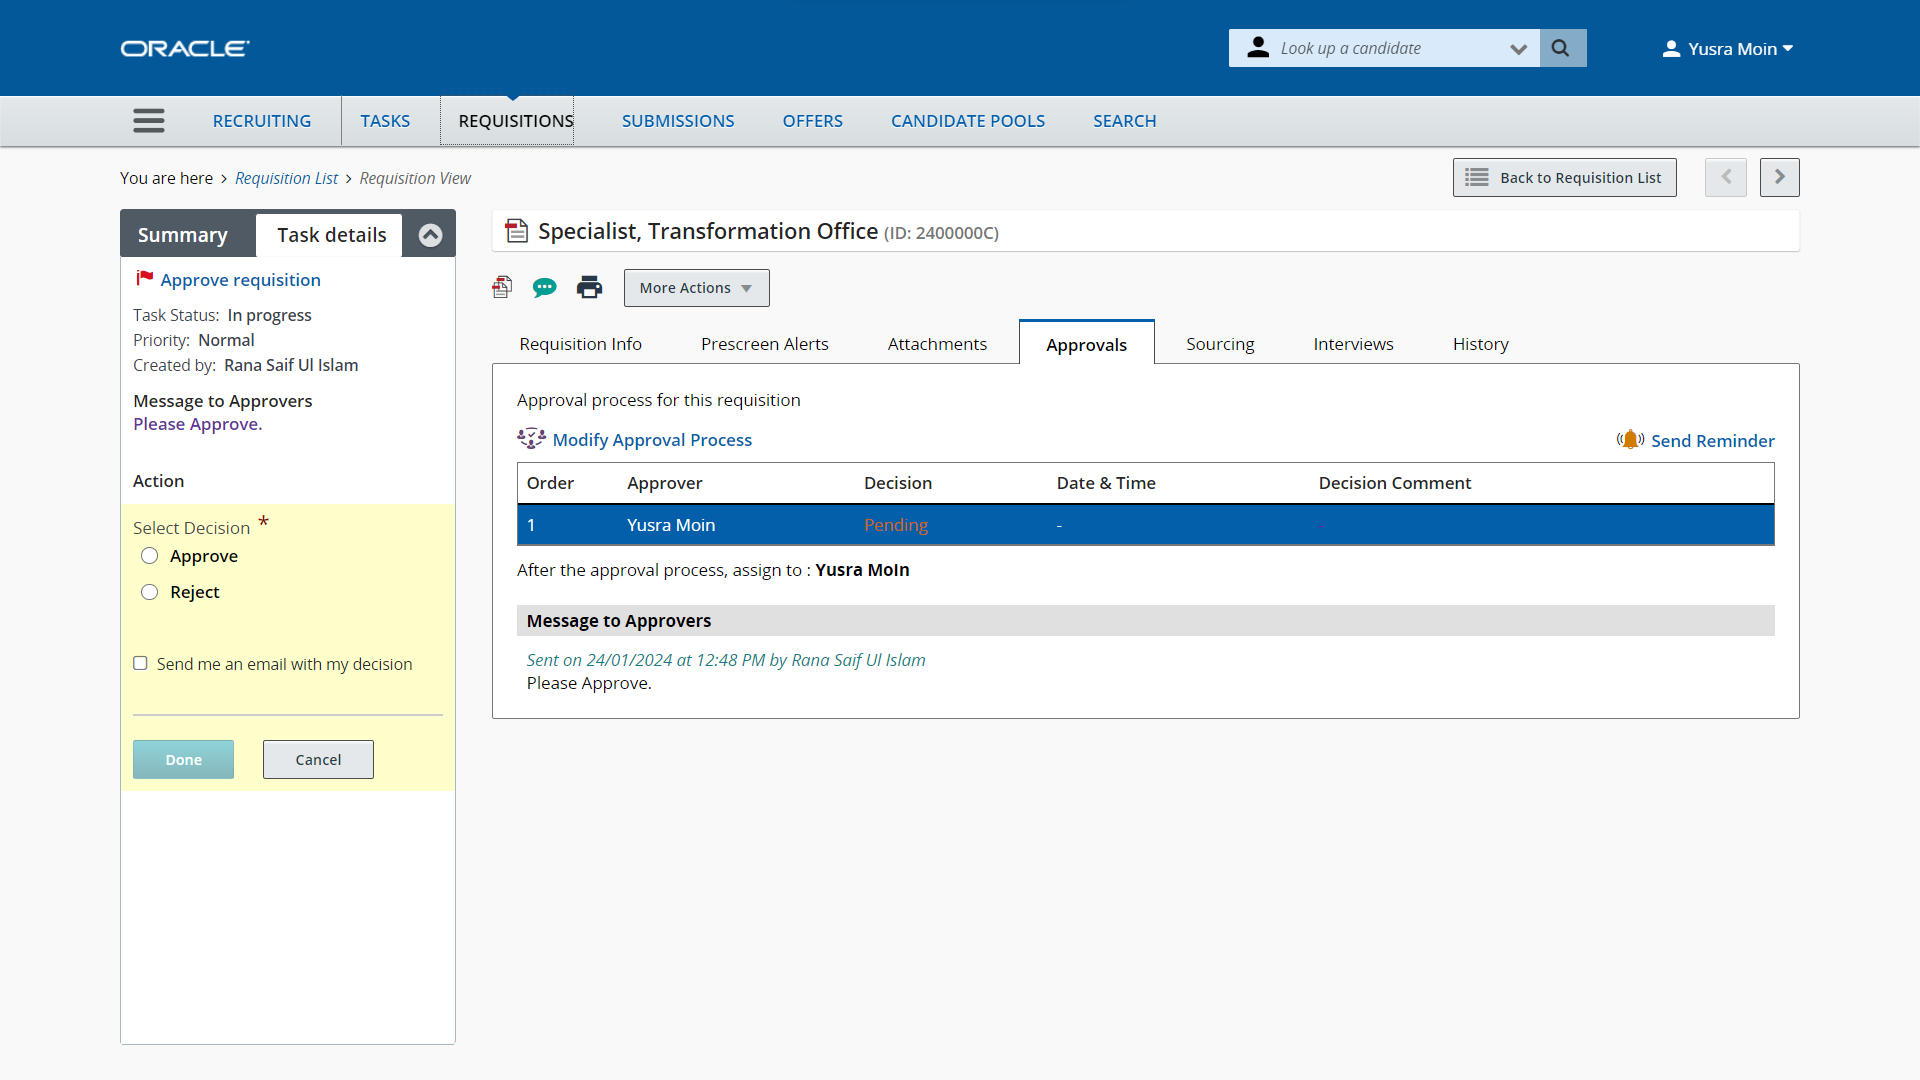 ORACLE
Look up a candidate
Yusra Moin
RECRUITING
TASKS
REQUISITIONS
SUBMISSIONS
OFFERS
CANDIDATE POOLS
SEARCH
You are here > Requisition List > Requisition View
Back to Requisition List
Summary
Task details
Approve requisition
Task Status: In progress
Priority: Normal
Created by: Rana Saif Ul Islam
Message to Approvers
Please Approve.
Action
Select Decision *
Approve
Reject
Send me an email with my decision
Done
Cancel
Specialist, Transformation Office (ID: 2400000C)
More Actions
Requisition Info
Prescreen Alerts
Attachments
Approvals
Sourcing
Interviews
History
Approval process for this requisition
Modify Approval Process
Send Reminder
Order Approver Decision Date & Time Decision Comment
1 Yusra Moin Pending - -
After the approval process, assign to : Yusra MoIn
Message to Approvers
Sent on 24/01/2024 at 12:48 PM by Rana Saif Ul Islam
Please Approve.